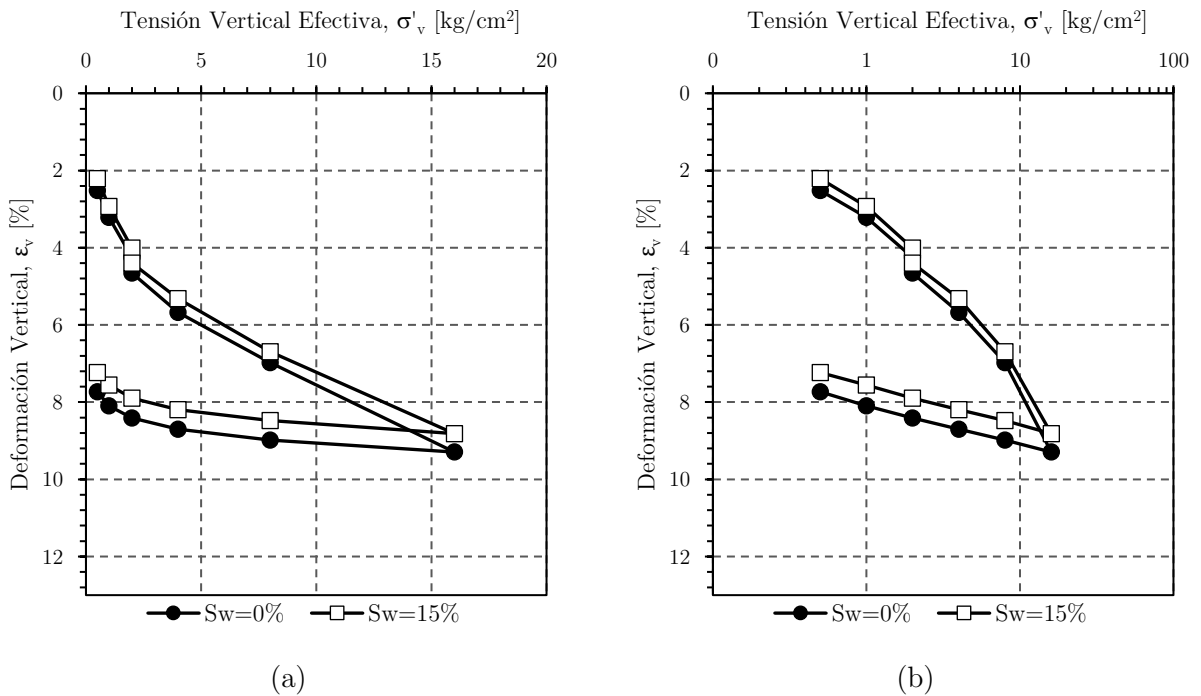 Tensión Vertical Efectiva, σ'v [kg/cm²]
0 5 10 15 20
Deformación Vertical, εv [%]
0
2
4
6
8
10
12
Sw=0% Sw=15%
(a)
Tensión Vertical Efectiva, σ'v [kg/cm²]
0 1 10 100
Deformación Vertical, εv [%]
0
2
4
6
8
10
12
Sw=0% Sw=15%
(b)